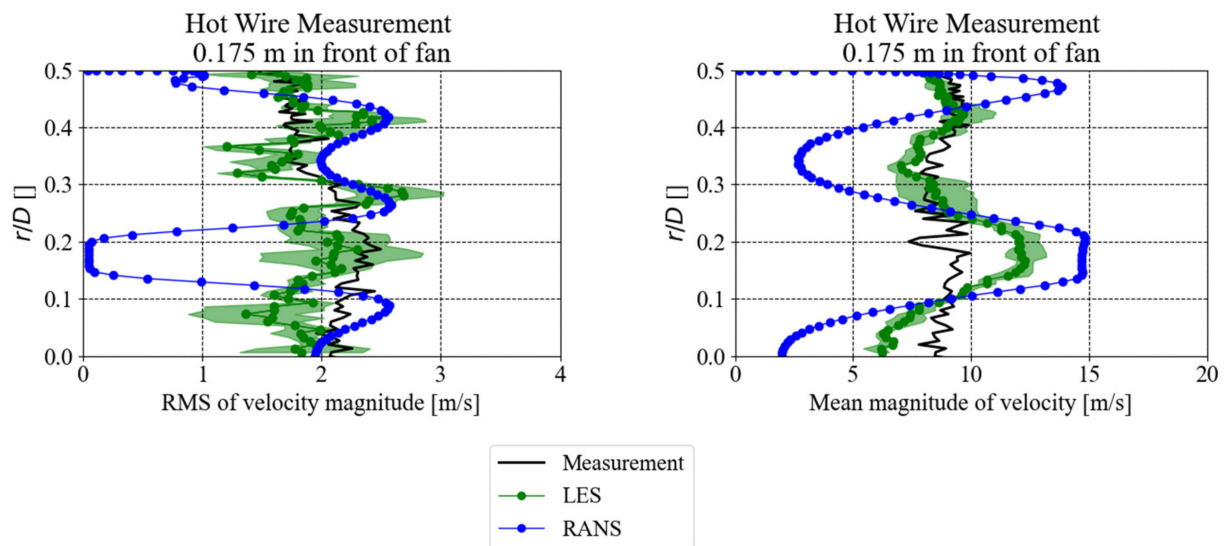 Hot Wire Measurement
0.175 m in front of fan
0.5
0.4
0.3
0.2
0.1
0.0
r/D []
0 1 2 3 4
RMS of velocity magnitude [m/s]
Hot Wire Measurement
0.175 m in front of fan
0.5
0.4
0.3
0.2
0.1
0.0
r/D []
0 5 10 15 20
Mean magnitude of velocity [m/s]
Measurement
LES
RANS